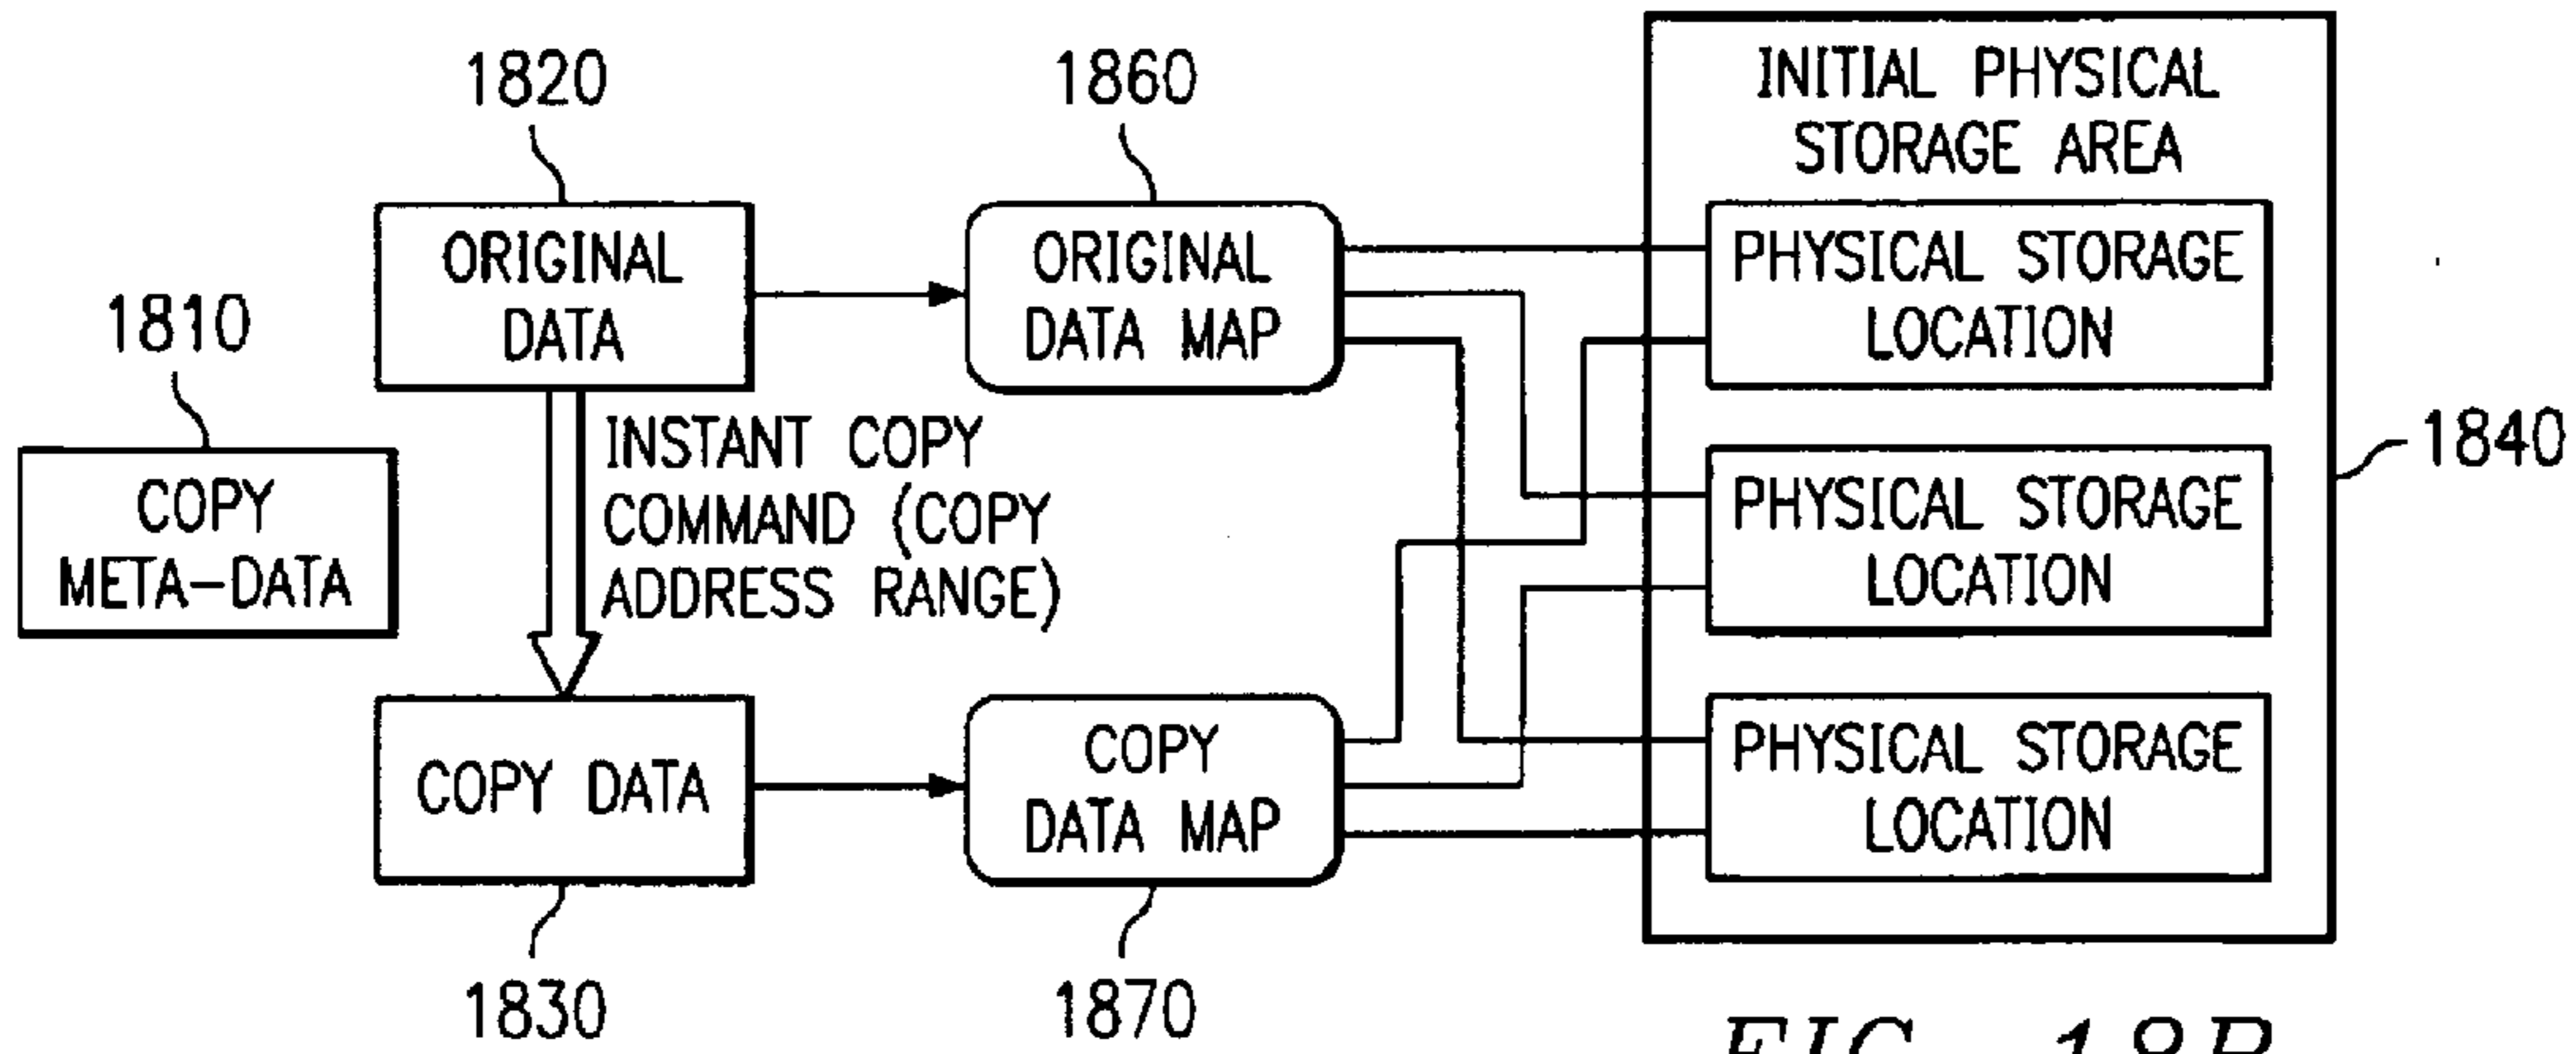 1820
1860
INITIAL PHYSICAL
STORAGE AREA
ORIGINAL
DATA
ORIGINAL
DATA MAP
PHYSICAL STORAGE
LOCATION
1810
COPY
META-DATA
INSTANT COPY
COMMAND (COPY
ADDRESS RANGE)
PHYSICAL STORAGE
LOCATION
1840
COPY DATA
COPY
DATA MAP
PHYSICAL STORAGE
LOCATION
1830
1870
FIG. 18B